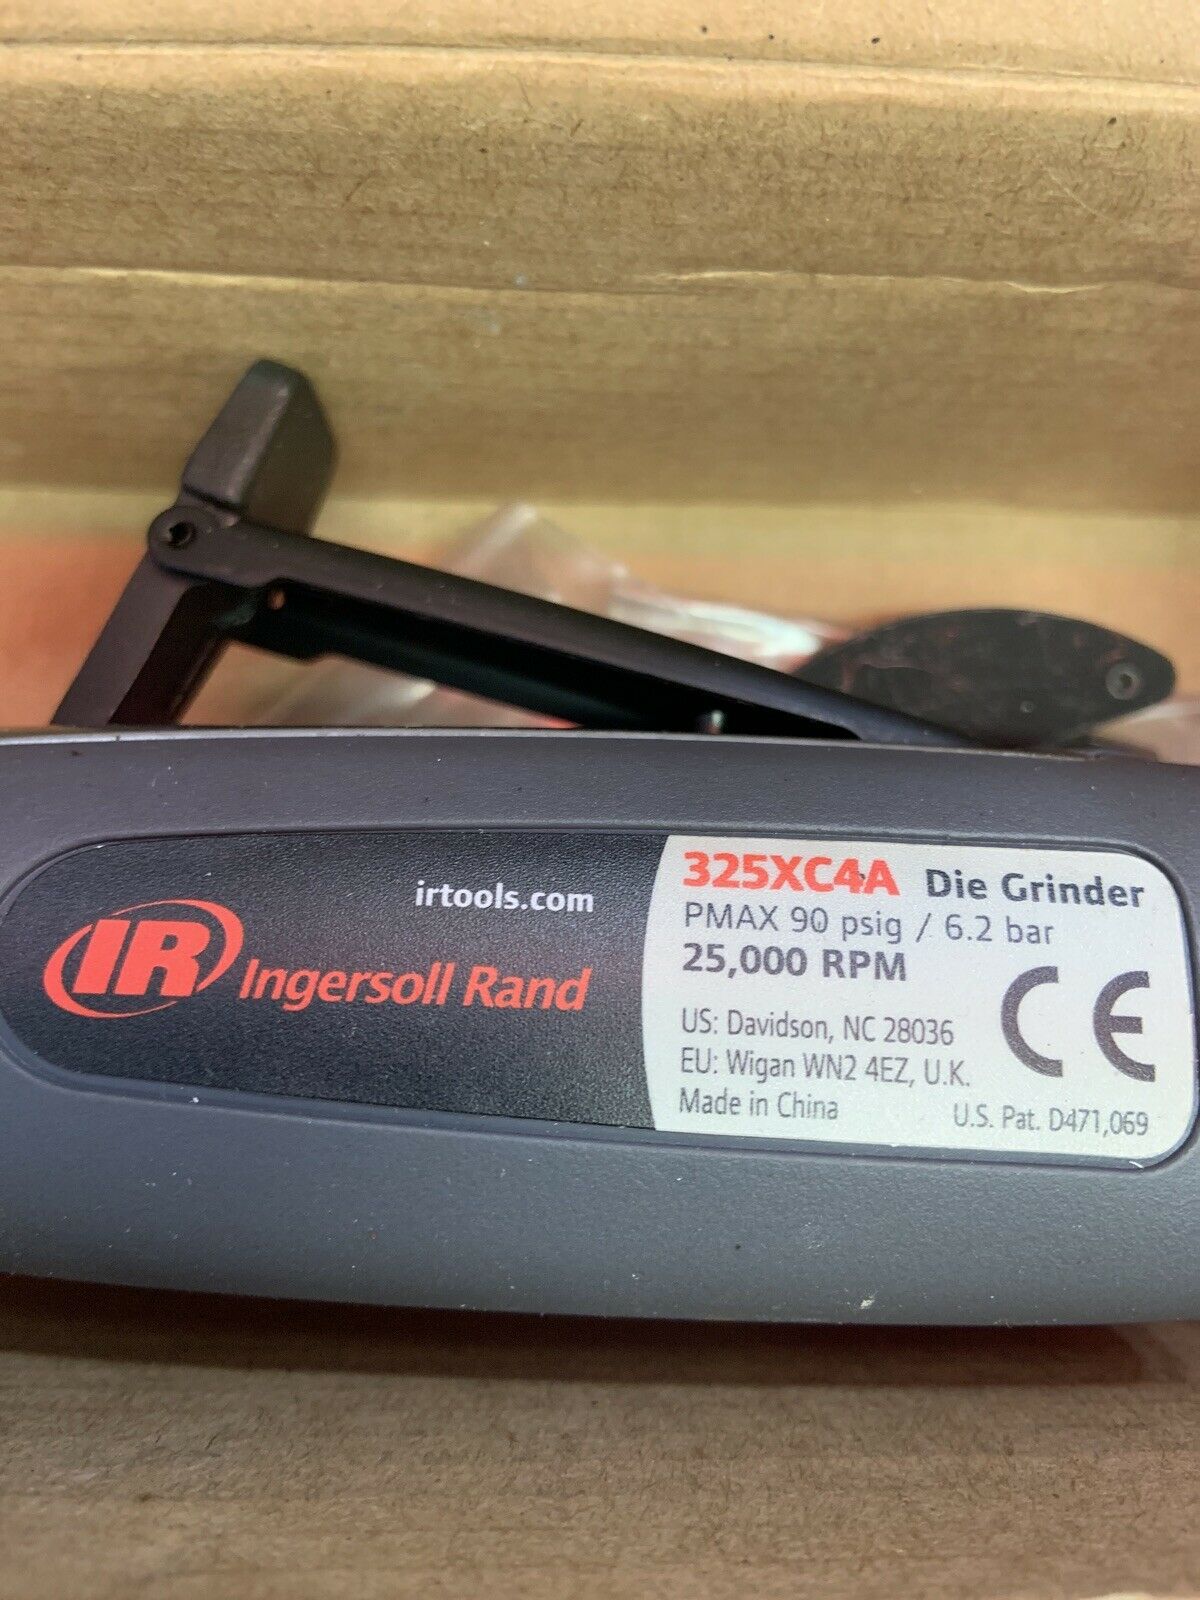 IR Ingersoll Rand
irtools.com
325XC4A Die Grinder
PMAX 90 psig / 6.2 bar
25,000 RPM
US: Davidson, NC 28036
EU: Wigan WN2 4EZ, U.K.
Made in China
CE
U.S. Pat. D471,069